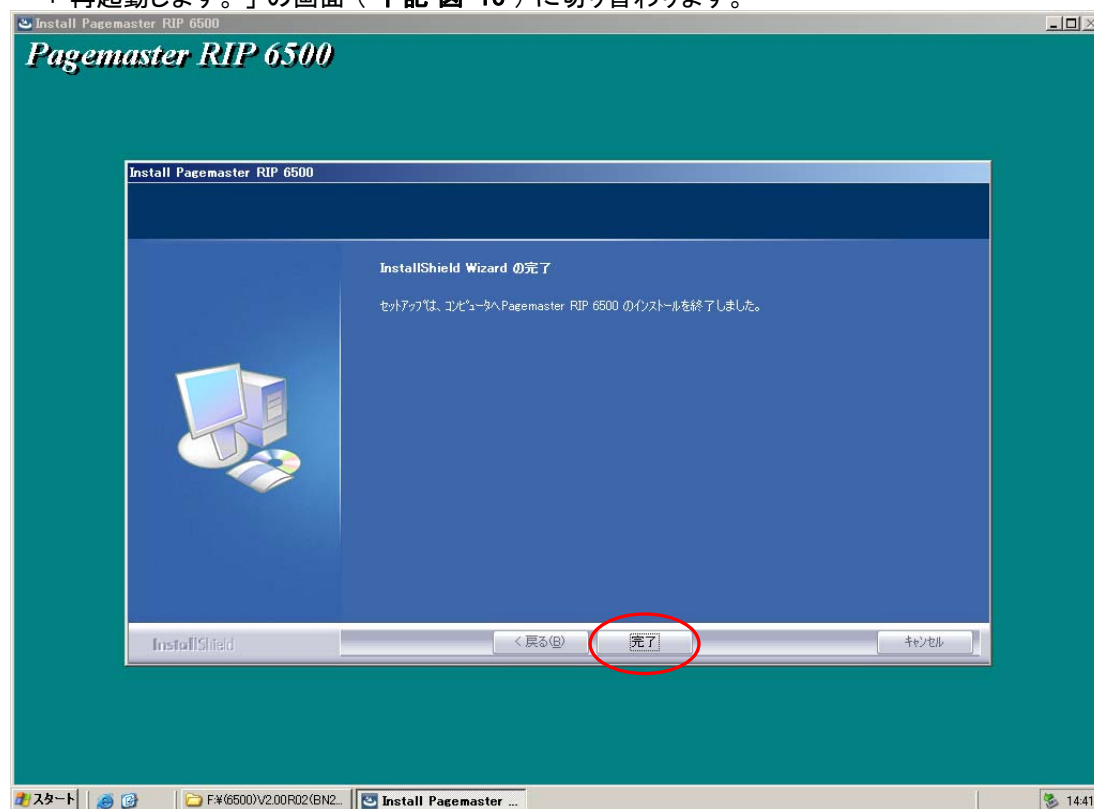 「 再起動します。 」 の画面 （ 下記 図 10 ） に切り替わります。
Install Pagemaster RIP 6500
Pagemaster RIP 6500
Install Pagemaster RIP 6500
InstallShield Wizard の完了
ｾｯﾄｱｯﾌﾟは、ｺﾝﾋﾟｭｰﾀへPagemaster RIP 6500 のｲﾝｽﾄｰﾙを終了しました。
InstallShield
< 戻る(B)
完了
ｷｬﾝｾﾙ
スタート
F:¥(6500)V2.00R02(BN2...
Install Pagemaster ...
14:41